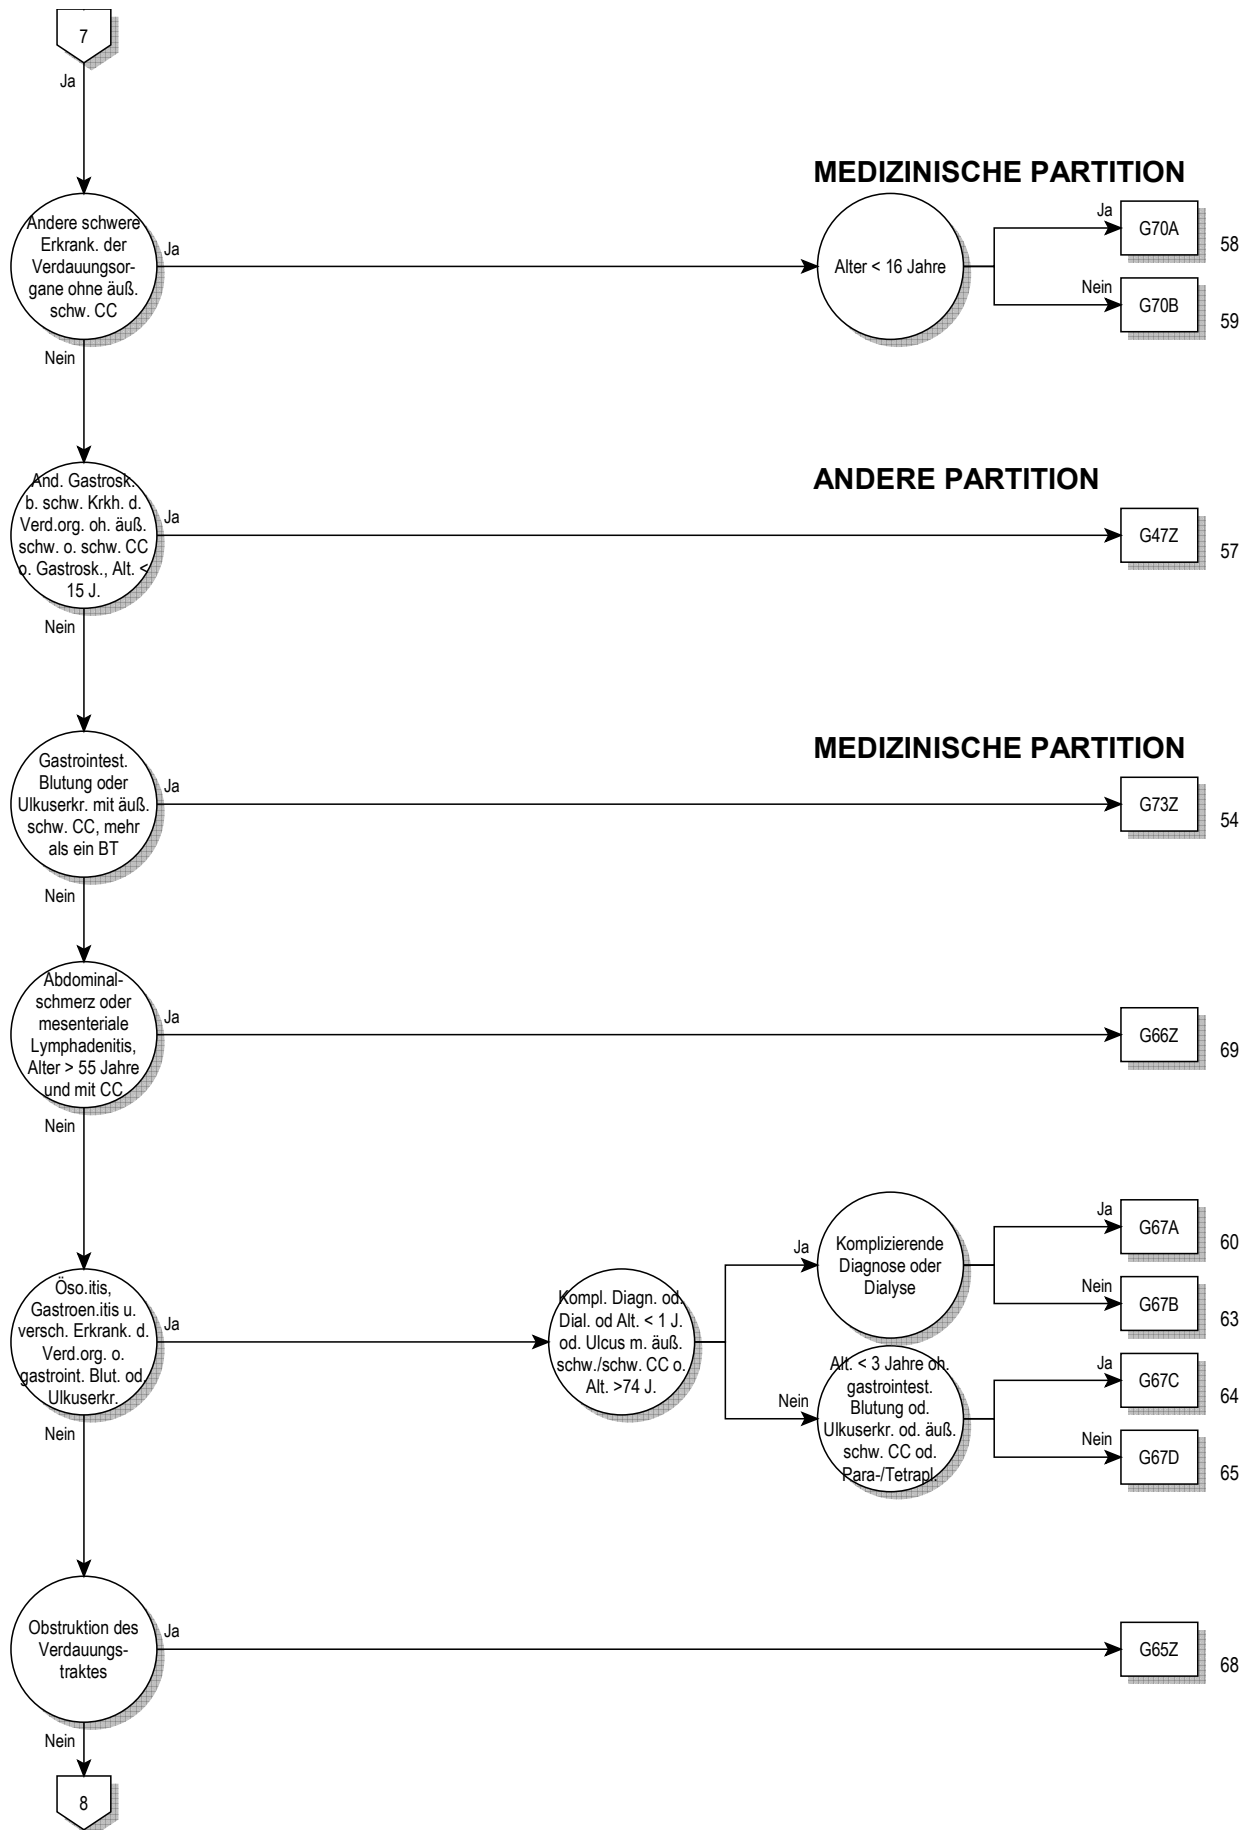 7
Ja
MEDIZINISCHE PARTITION
Andere schwere
Erkrank. der
Verdauungsor-
gane ohne äuß.
schw. CC
Ja
Alter < 16 Jahre
Ja
G70A
58
Nein
G70B
59
Nein
ANDERE PARTITION
And. Gastrosk.
b. schw. Krkh. d.
Verd.org. oh. äuß.
schw. o. schw. CC
o. Gastrosk., Alt. <
15 J.
Ja
G47Z
57
Nein
MEDIZINISCHE PARTITION
Gastrointest.
Blutung oder
Ulkuserkr. mit äuß.
schw. CC, mehr
als ein BT
Ja
G73Z
54
Nein
Abdominal-
schmerz oder
mesenteriale
Lymphadenitis,
Alter > 55 Jahre
und mit CC
Ja
G66Z
69
Nein
Öso.itis,
Gastroen.itis u.
versch. Erkrank. d.
Verd.org. o.
gastroint. Blut. od.
Ulkuserkr.
Ja
Kompl. Diagn. od.
Dial. od Alt. < 1 J.
od. Ulcus m. äuß.
schw./schw. CC o.
Alt. >74 J.
Ja
Komplizierende
Diagnose oder
Dialyse
Ja
G67A
60
Nein
G67B
63
Nein
Alt. < 3 Jahre oh.
gastrointest.
Blutung od.
Ulkuserkr. od. äuß.
schw. CC od.
Para-/Tetrapl.
Ja
G67C
64
Nein
G67D
65
Nein
Obstruktion des
Verdauungs-
traktes
Ja
G65Z
68
Nein
8